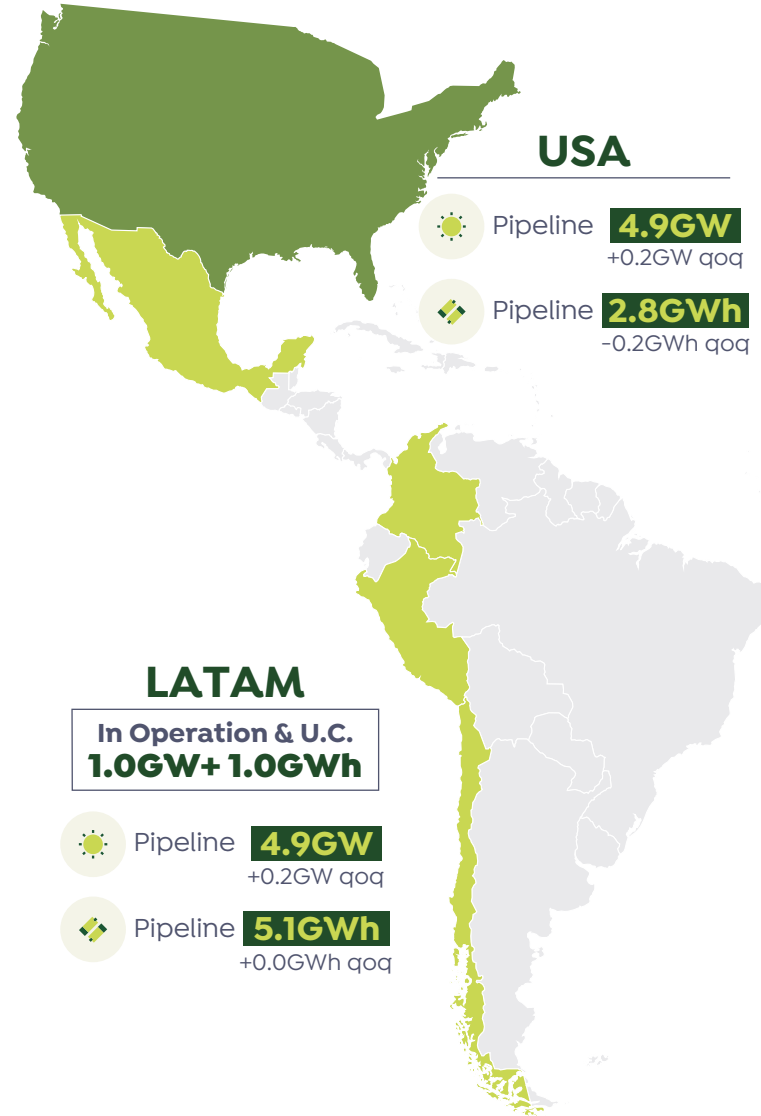 USA
Pipeline 4.9GW
+0.2GW qoq
Pipeline 2.8GWh
-0.2GWh qoq
LATAM
In Operation & U.C.
1.0GW+ 1.0GWh
Pipeline 4.9GW
+0.2GW qoq
Pipeline 5.1GWh
+0.0GWh qoq